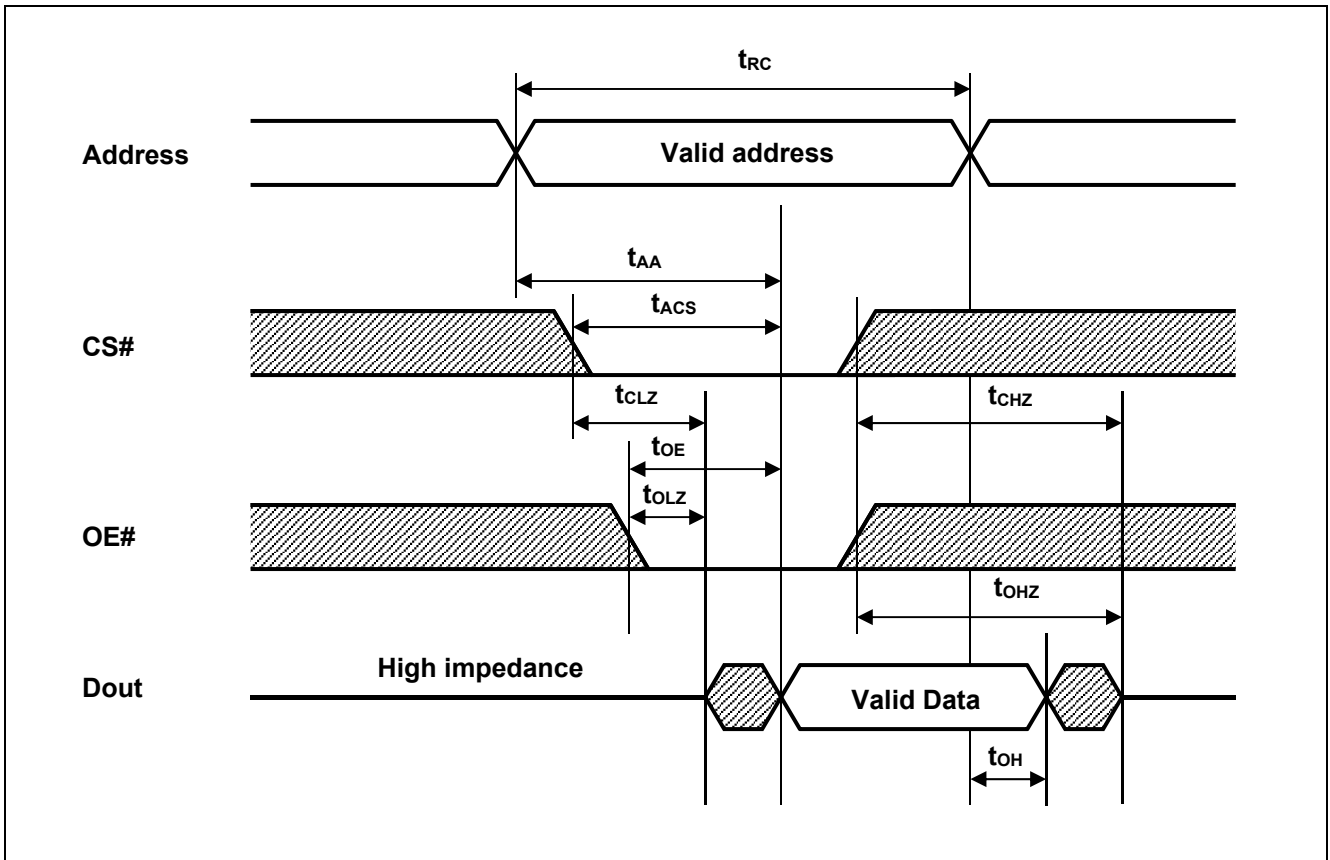 tRC
Address
Valid address
tAA
tACS
CS#
tCLZ
tCHZ
tOE
tOLZ
OE#
tOHZ
High impedance
Dout
Valid Data
tOH